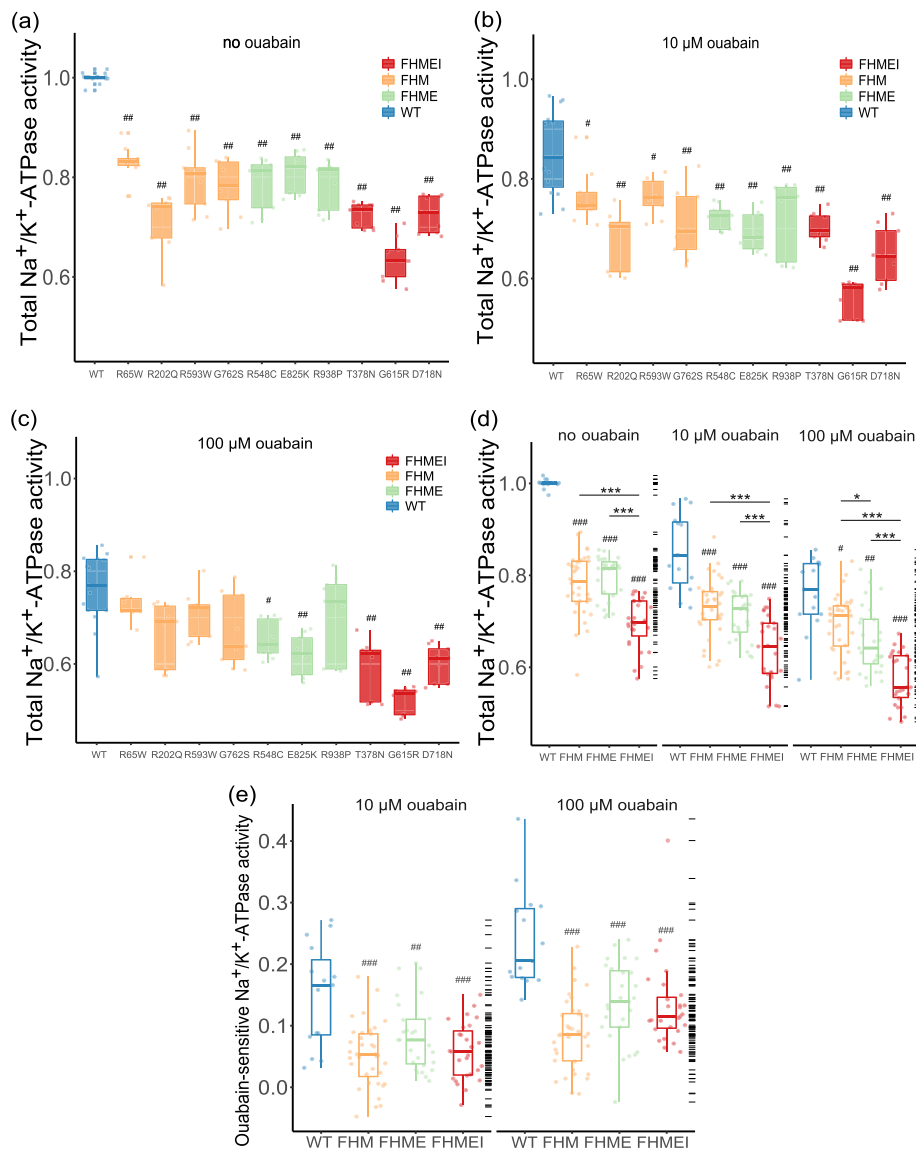 (a)
no ouabain
Total Na⁺/K⁺-ATPase activity
1.0
0.8
0.6
FHMEI
FHM
FHME
WT
##
##
##
##
##
##
##
##
##
##
WT R65W R202Q R593W G762S R548C E825K R938P T378N G615R D718N
(b)
10 µM ouabain
Total Na⁺/K⁺-ATPase activity
1.0
0.8
0.6
FHMEI
FHM
FHME
WT
#
##
#
##
##
##
##
##
##
##
WT R65W R202Q R593W G762S R548C E825K R938P T378N G615R D718N
(c)
100 µM ouabain
Total Na⁺/K⁺-ATPase activity
1.0
0.8
0.6
FHMEI
FHM
FHME
WT
#
##
##
##
##
WT R65W R202Q R593W G762S R548C E825K R938P T378N G615R D718N
(d)
no ouabain 10 µM ouabain 100 µM ouabain
Total Na⁺/K⁺-ATPase activity
1.0
0.8
0.6
***
***
###
###
###
***
***
###
###
###
*
***
***
#
##
###
WT FHM FHME FHMEI WT FHM FHME FHMEI WT FHM FHME FHMEI
(e)
10 µM ouabain 100 µM ouabain
Ouabain-sensitive Na⁺/K⁺-ATPase activity
0.4
0.3
0.2
0.1
0.0
###
##
###
###
###
###
WT FHM FHME FHMEI WT FHM FHME FHMEI